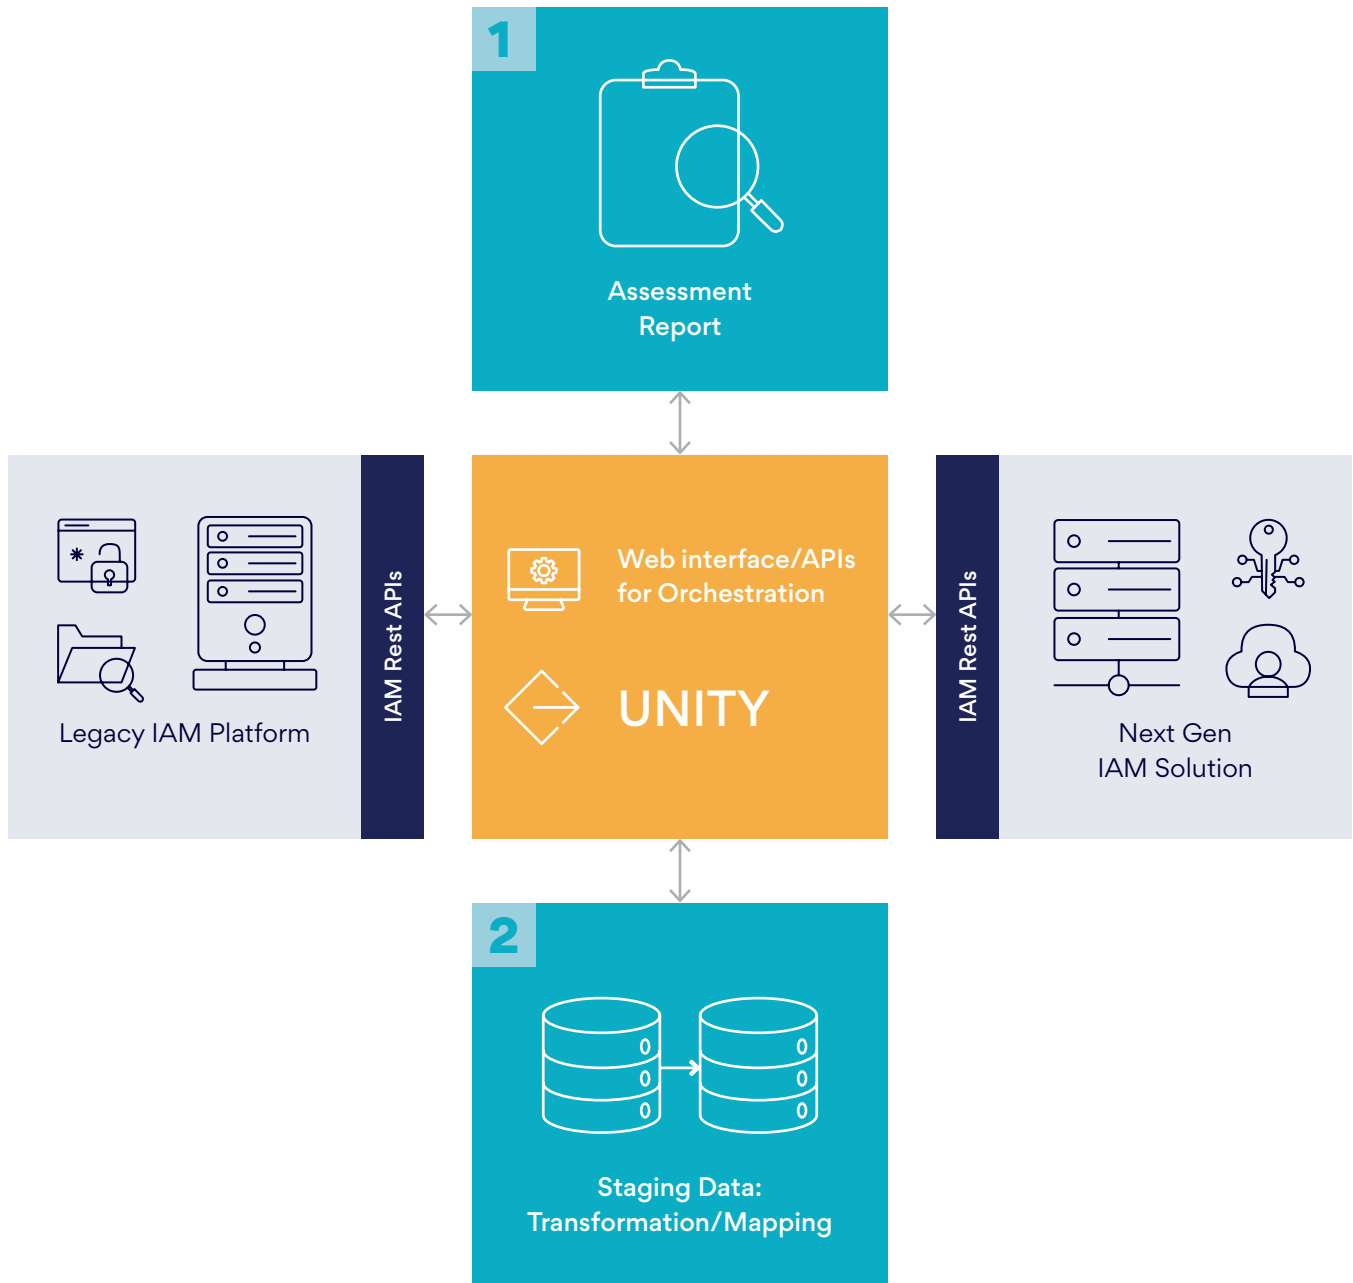 1
Assessment
Report
Legacy IAM Platform
IAM Rest APIs
Web interface/APIs
for Orchestration
UNITY
IAM Rest APIs
Next Gen
IAM Solution
2
Staging Data:
Transformation/Mapping